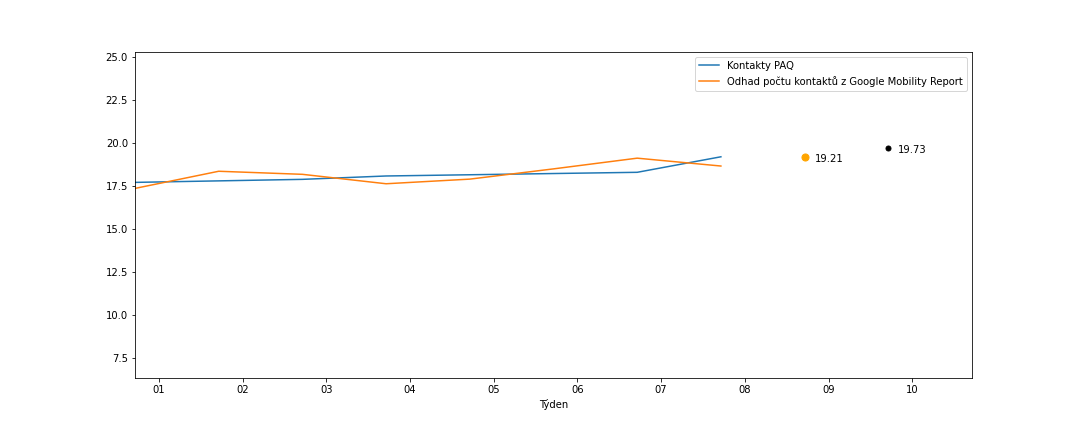 25.0
22.5
20.0
17.5
15.0
12.5
10.0
7.5
Kontakty PAQ
Odhad počtu kontaktů z Google Mobility Report
19.21
19.73
01 02 03 04 05 06 07 08 09 10
Týden